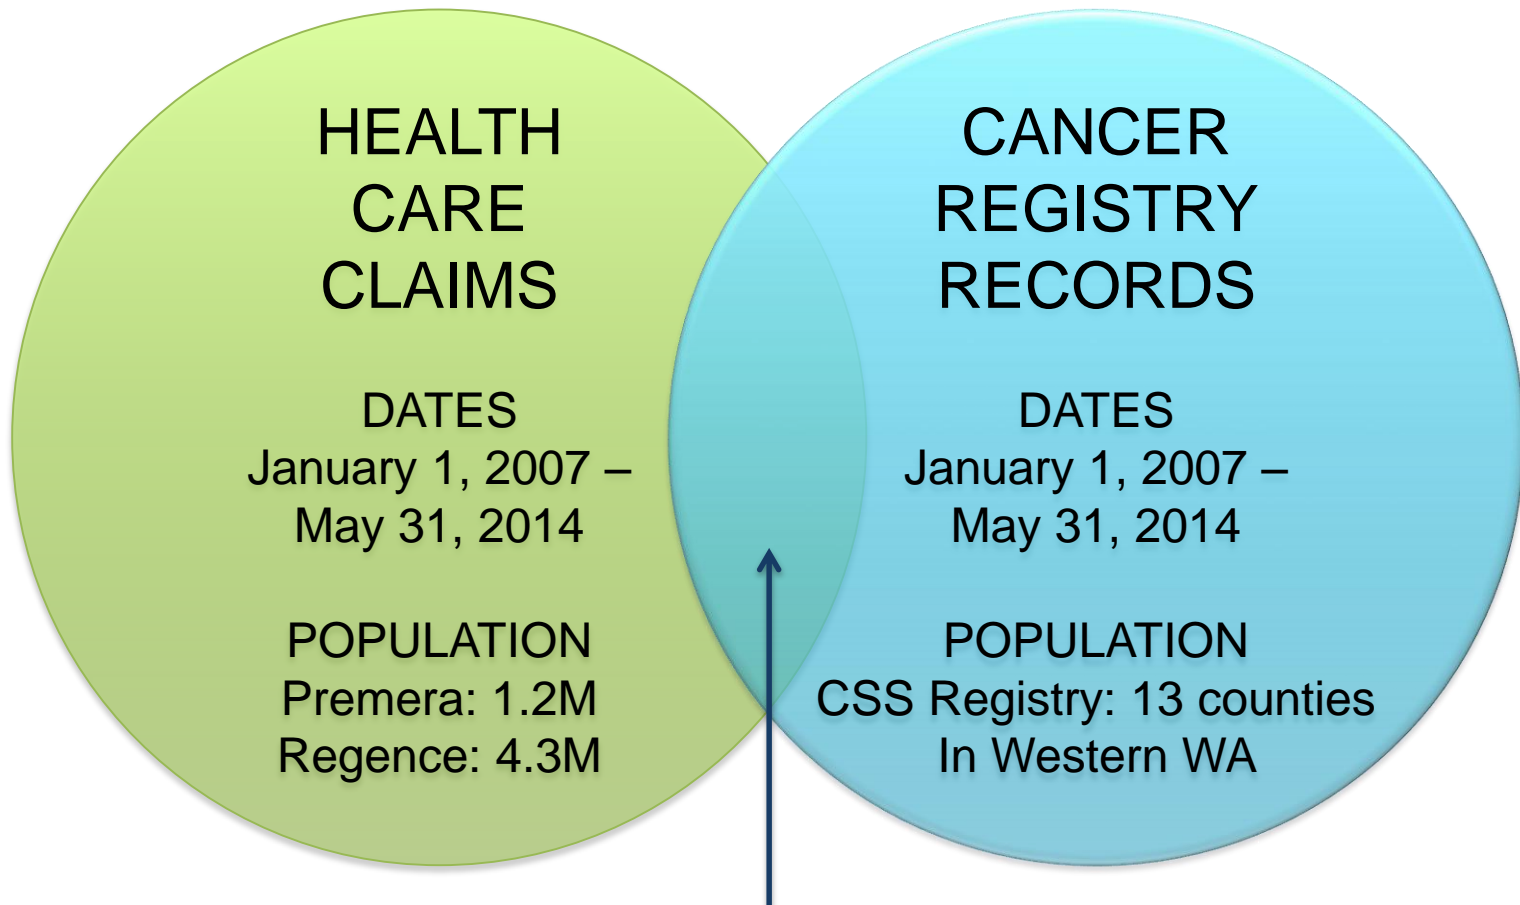 HEALTH
CARE
CLAIMS
DATES
January 1, 2007 –
May 31, 2014
POPULATION
Premera: 1.2M
Regence: 4.3M
CANCER
REGISTRY
RECORDS
DATES
January 1, 2007 –
May 31, 2014
POPULATION
CSS Registry: 13 counties
In Western WA